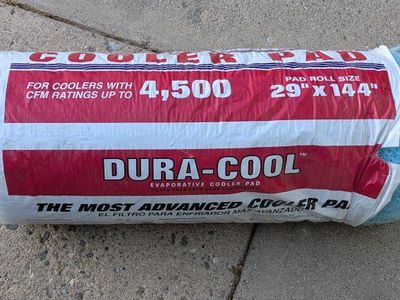 COOLER PAD
FOR COOLERS WITH
CFM RATINGS UP TO 4,500
PAD ROLL SIZE
29" x 144"
DURA-COOL™
EVAPORATIVE COOLER PAD
THE MOST ADVANCED COOLER PA
EL FILTRO PARA ENFRIADOR MAS AVANZADO